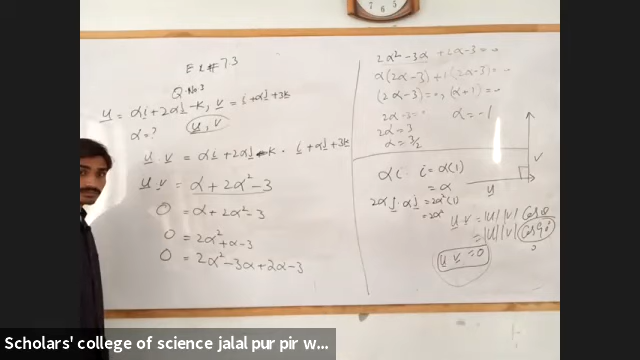 Ex # 7.3
Q. No 3
u = αi + 2αj - k, v = i + αj + 3k
α = ?
u, v
u . v = αi + 2αj - k . i + αj + 3k
u v = α + 2α² - 3
0 = α + 2α² - 3
0 = 2α² + α - 3
0 = 2α² - 3α + 2α - 3
2α² - 3α + 2α - 3 = 0
α(2α - 3) + 1(2α - 3) = 0
(2α - 3) = 0, (α + 1) = 0
2α - 3 = 0
α = -1
2α = 3
α = 3/2
αi . i = α(1)
= α
2αj . αj = 2α²(1)
= 2α²
v
u
u v = |u| |v| cos θ
= |u| |v| cos 90
0
u v = 0
Scholars' college of science jalal pur pir w...